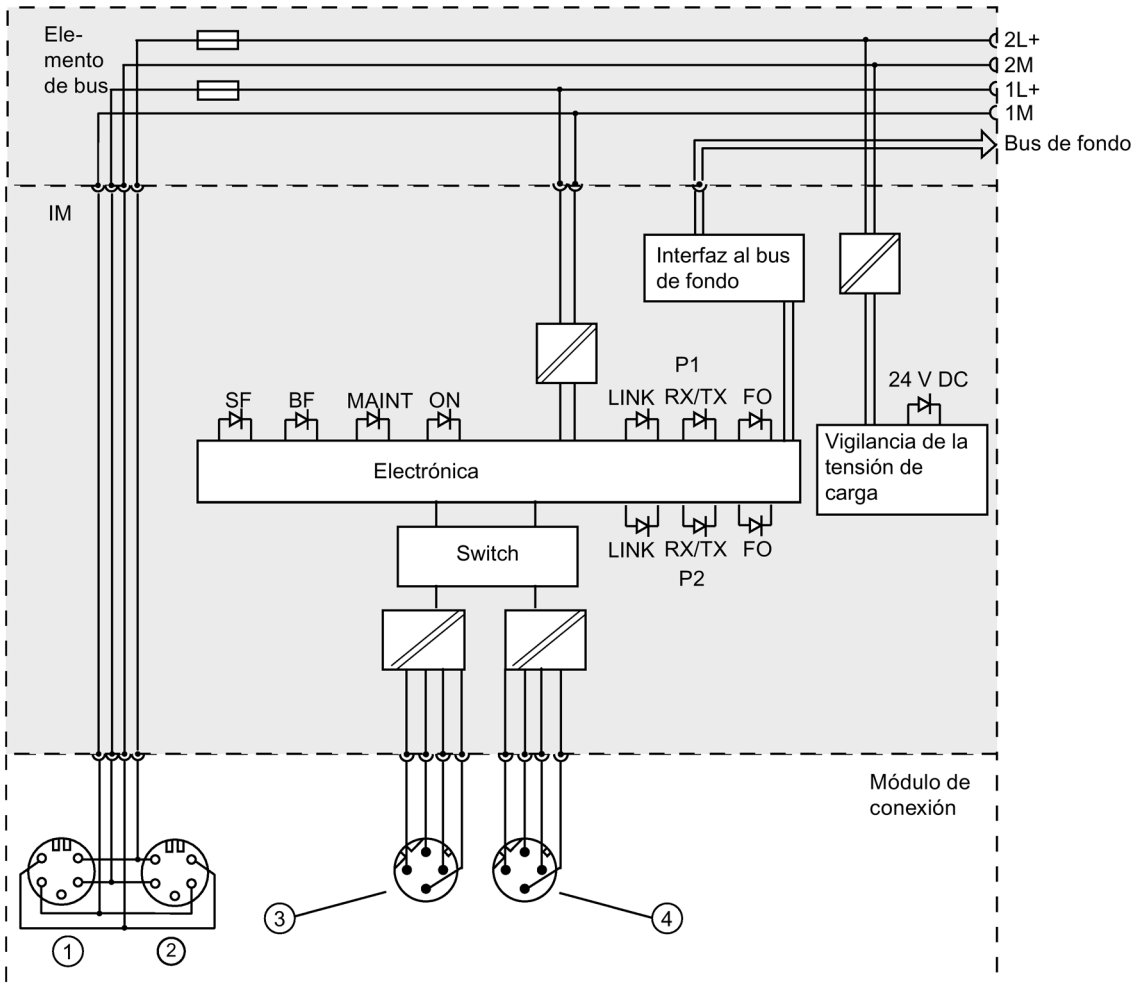 Ele-
mento
de bus
2L+
2M
1L+
1M
Bus de fondo
IM
Interfaz al bus
de fondo
P1
24 V DC
SF BF MAINT ON LINK RX/TX FO
Vigilancia de la
tensión de
carga
Electrónica
Switch
LINK RX/TX FO
P2
Módulo de
conexión
3
4
1
2